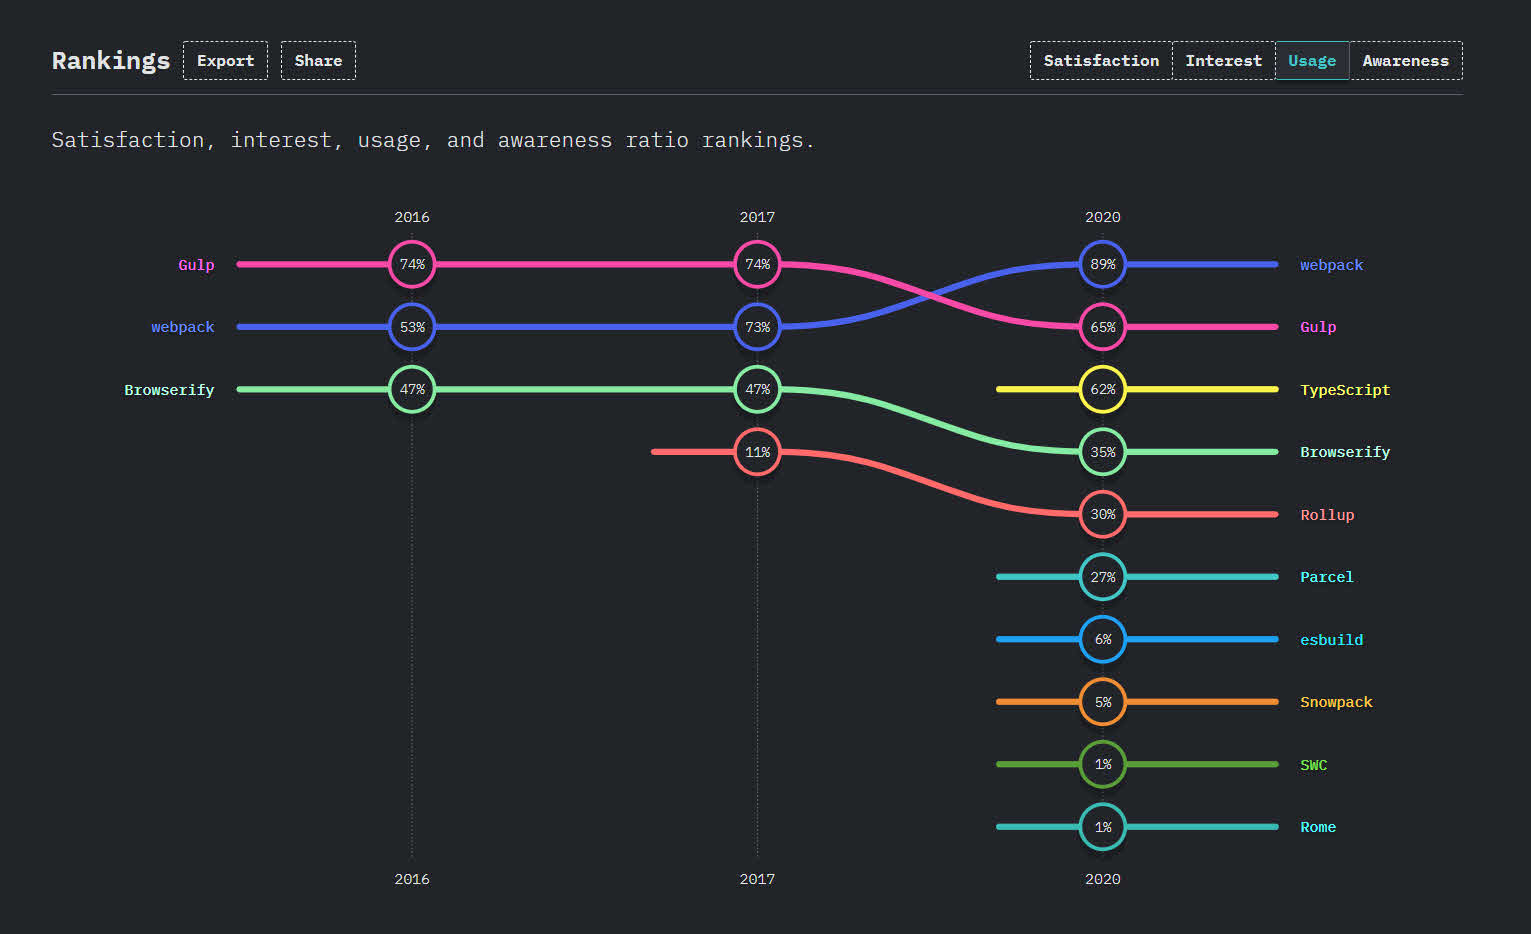 Rankings Export Share Satisfaction Interest Usage Awareness
Satisfaction, interest, usage, and awareness ratio rankings.
2016 2017 2020
Gulp 74% 74% 89% webpack
webpack 53% 73% 65% Gulp
Browserify 47% 47% 62% TypeScript
11% 35% Browserify
30% Rollup
27% Parcel
6% esbuild
5% Snowpack
1% SWC
1% Rome
2016 2017 2020